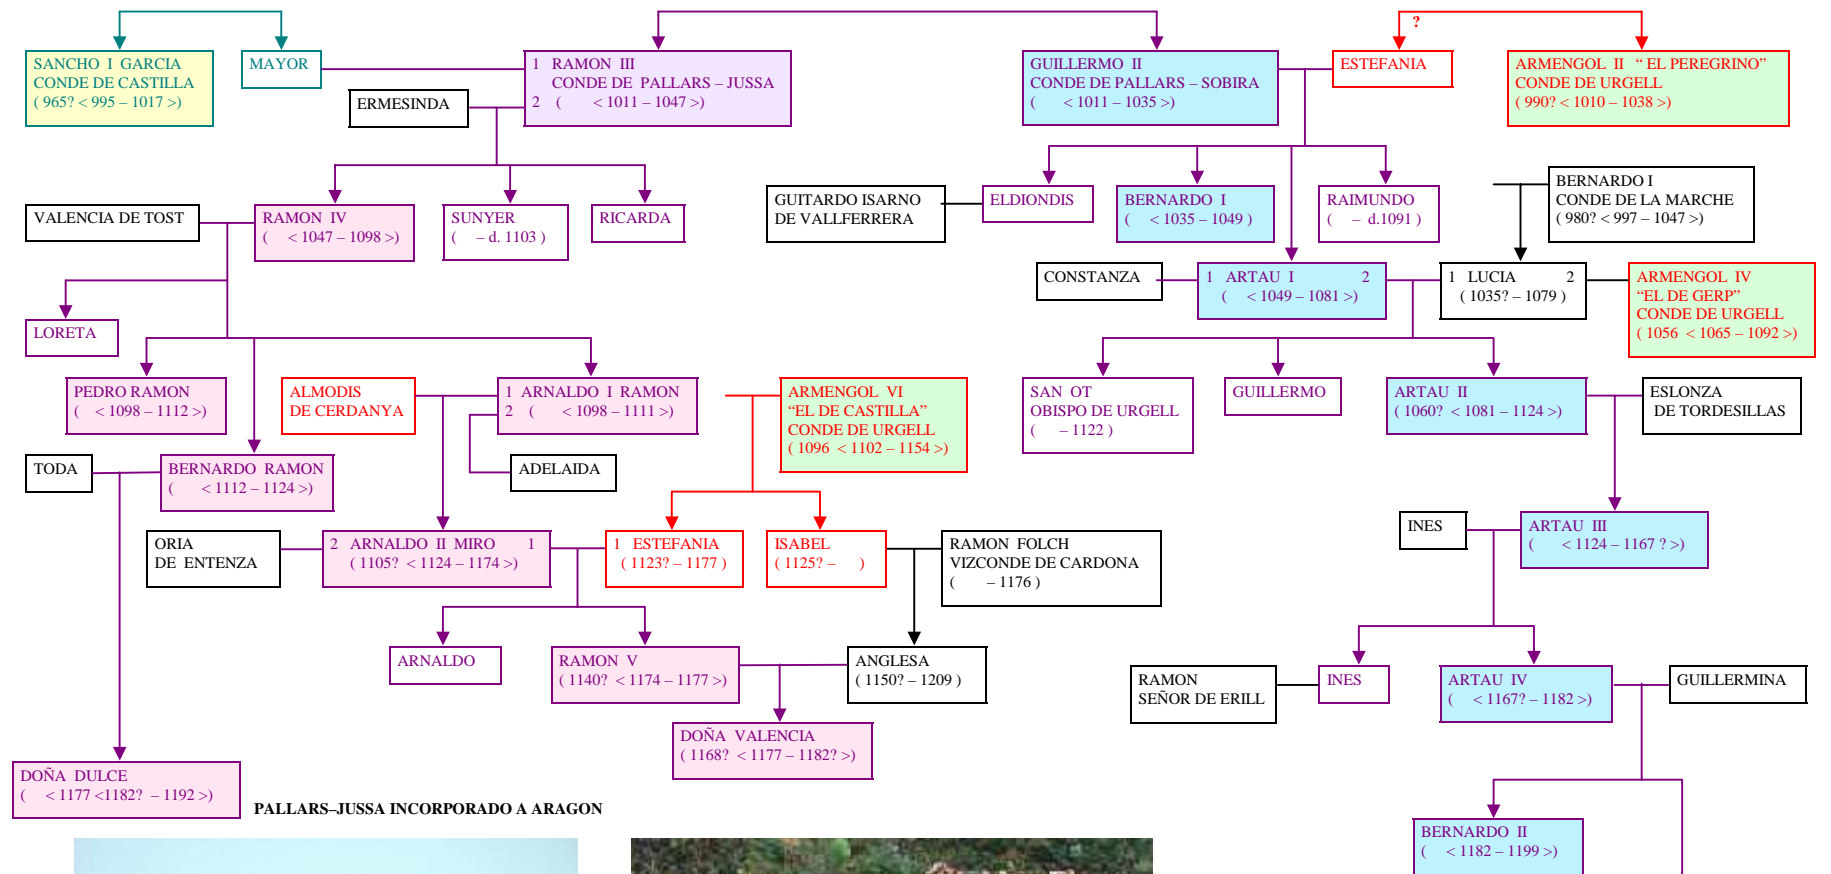 ?
SANCHO I GARCIA
CONDE DE CASTILLA
( 965? < 995 – 1017 >)
MAYOR
1 RAMON III
CONDE DE PALLARS – JUSSA
2 ( < 1011 – 1047 >)
GUILLERMO II
CONDE DE PALLARS – SOBIRA
( < 1011 – 1035 >)
ESTEFANIA
ARMENGOL II “ EL PEREGRINO”
CONDE DE URGELL
( 990? < 1010 – 1038 >)
ERMESINDA
VALENCIA DE TOST
RAMON IV
( < 1047 – 1098 >)
SUNYER
( – d. 1103 )
RICARDA
GUITARDO ISARNO
DE VALLFERRERA
ELDIONDIS
BERNARDO I
( < 1035 – 1049 )
RAIMUNDO
( – d.1091 )
BERNARDO I
CONDE DE LA MARCHE
( 980? < 997 – 1047 >)
CONSTANZA
1 ARTAU I 2
( < 1049 – 1081 >)
1 LUCIA 2
( 1035? – 1079 )
ARMENGOL IV
“EL DE GERP”
CONDE DE URGELL
( 1056 < 1065 – 1092 >)
LORETA
PEDRO RAMON
( < 1098 – 1112 >)
ALMODIS
DE CERDANYA
1 ARNALDO I RAMON
2 ( < 1098 – 1111 >)
ARMENGOL VI
“EL DE CASTILLA”
CONDE DE URGELL
( 1096 < 1102 – 1154 >)
SAN OT
OBISPO DE URGELL
( – 1122 )
GUILLERMO
ARTAU II
( 1060? < 1081 – 1124 >)
ESLONZA
DE TORDESILLAS
TODA
BERNARDO RAMON
( < 1112 – 1124 >)
ADELAIDA
ORIA
DE ENTENZA
2 ARNALDO II MIRO 1
( 1105? < 1124 – 1174 >)
1 ESTEFANIA
( 1123? – 1177 )
ISABEL
( 1125? – )
RAMON FOLCH
VIZCONDE DE CARDONA
( – 1176 )
INES
ARTAU III
( < 1124 – 1167 ? >)
ARNALDO
RAMON V
( 1140? < 1174 – 1177 >)
ANGLESA
( 1150? – 1209 )
RAMON
SEÑOR DE ERILL
INES
ARTAU IV
( < 1167? – 1182 >)
GUILLERMINA
DOÑA VALENCIA
( 1168? < 1177 – 1182? >)
DOÑA DULCE
( < 1177 <1182? – 1192 >)
PALLARS–JUSSA INCORPORADO A ARAGON
BERNARDO II
( < 1182 – 1199 >)